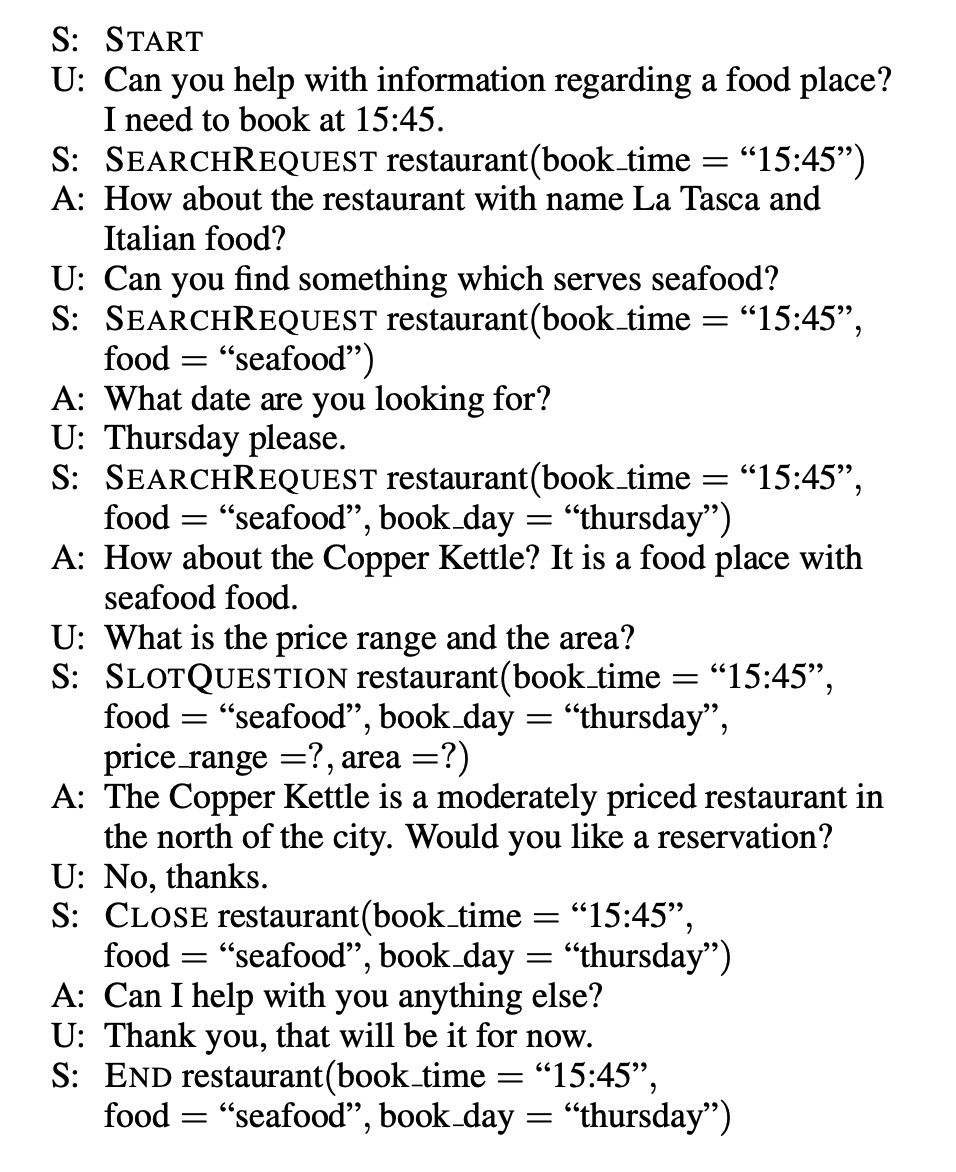 S: START
U: Can you help with information regarding a food place?
I need to book at 15:45.
S: SEARCHREQUEST restaurant(book_time = “15:45”)
A: How about the restaurant with name La Tasca and
Italian food?
U: Can you find something which serves seafood?
S: SEARCHREQUEST restaurant(book_time = “15:45”,
food = “seafood”)
A: What date are you looking for?
U: Thursday please.
S: SEARCHREQUEST restaurant(book_time = “15:45”,
food = “seafood”, book_day = “thursday”)
A: How about the Copper Kettle? It is a food place with
seafood food.
U: What is the price range and the area?
S: SLOTQUESTION restaurant(book_time = “15:45”,
food = “seafood”, book_day = “thursday”,
price_range =?, area =?)
A: The Copper Kettle is a moderately priced restaurant in
the north of the city. Would you like a reservation?
U: No, thanks.
S: CLOSE restaurant(book_time = “15:45”,
food = “seafood”, book_day = “thursday”)
A: Can I help with you anything else?
U: Thank you, that will be it for now.
S: END restaurant(book_time = “15:45”,
food = “seafood”, book_day = “thursday”)